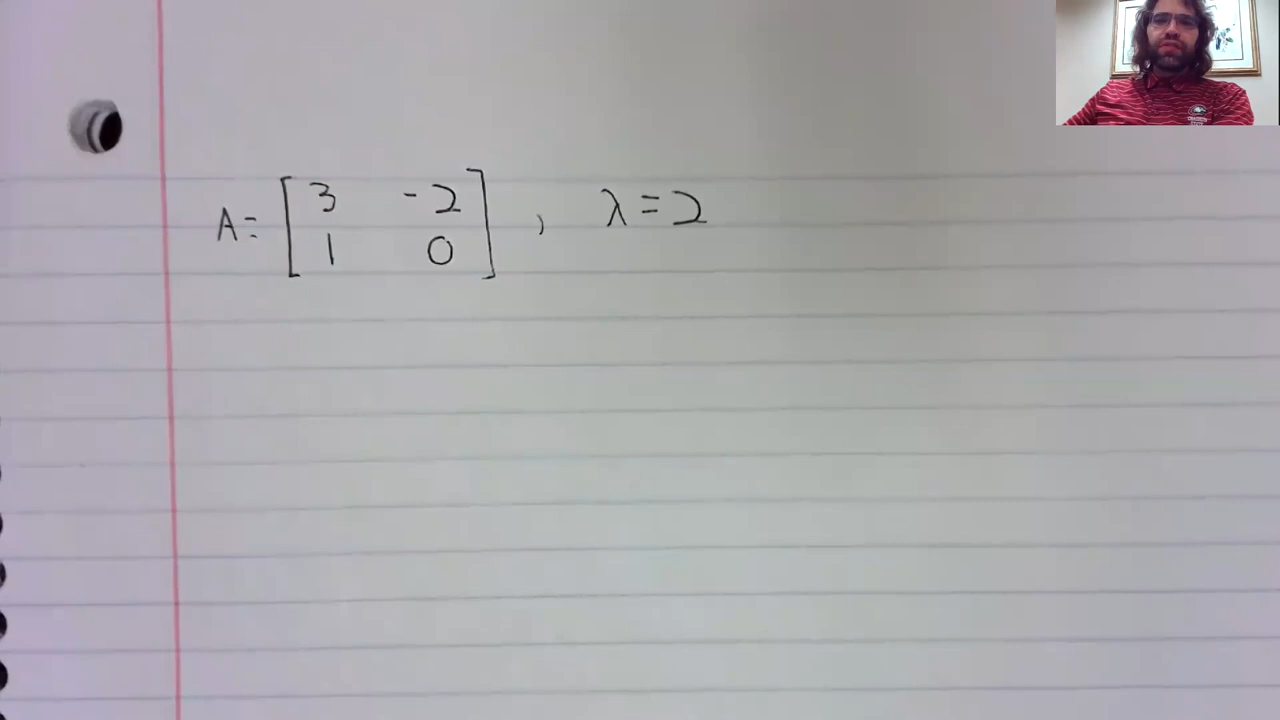 A = [ 3 -2 ] , λ = 2
[ 1 0 ]